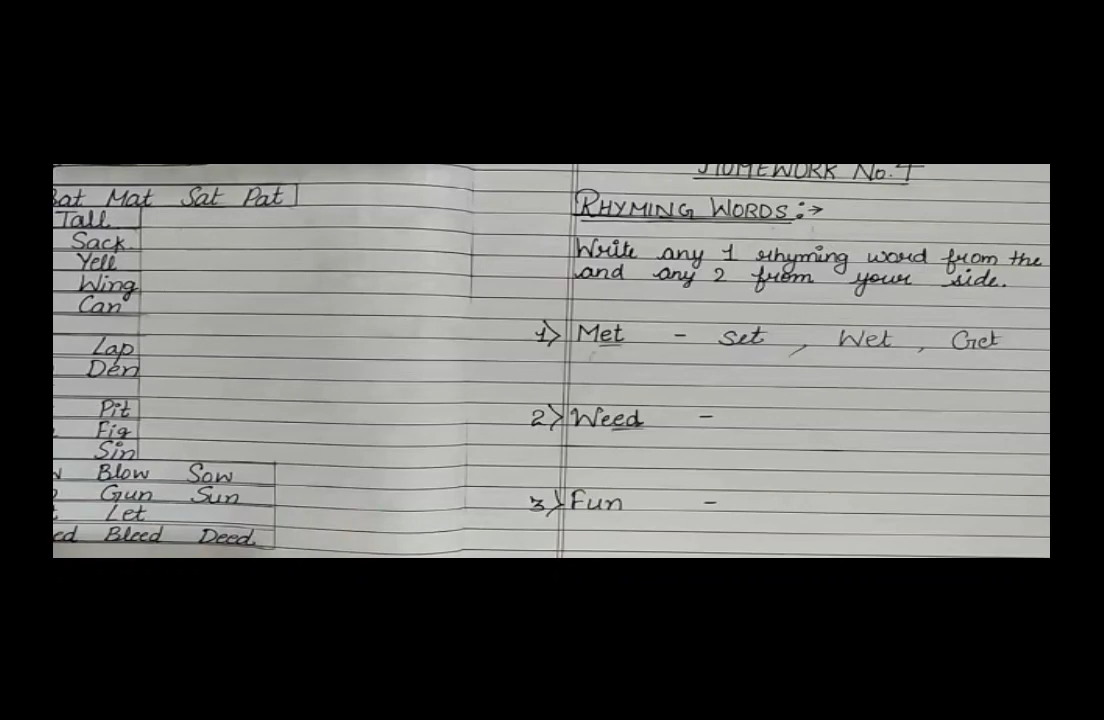 Mat Sat Pat
Tall
Sack
Yell
Wing
Can
Lap
Den
Pit
Fig
Sin
Blow Sow
Gun Sun
Let
Bleed Deed
HOMEWORK No.
RHYMING WORDS:→
Write any 1 rhyming word from the
and any 2 from your side.
1) Met - set, Wet, Get
2) Weed -
3) Fun -